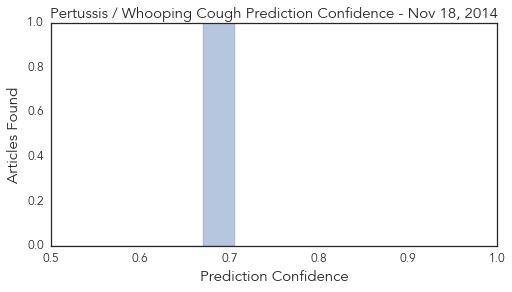 Pertussis / Whooping Cough Prediction Confidence - Nov 18, 2014
1.0
0.8
0.6
0.4
0.2
0.0
Articles Found
0.5 0.6 0.7 0.8 0.9 1.0
Prediction Confidence